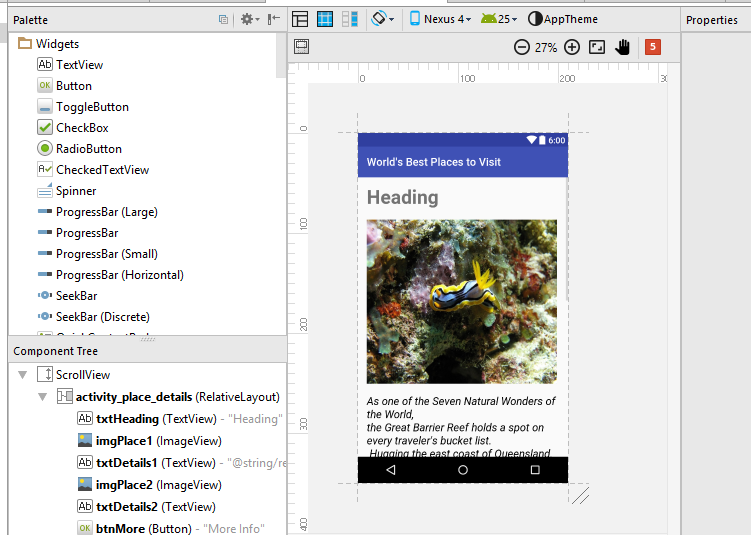 Palette
Widgets
Ab TextView
OK Button
ToggleButton
CheckBox
RadioButton
CheckedTextView
Spinner
ProgressBar (Large)
ProgressBar
ProgressBar (Small)
ProgressBar (Horizontal)
SeekBar
SeekBar (Discrete)
Component Tree
ScrollView
activity_place_details (RelativeLayout)
Ab txtHeading (TextView) - "Heading"
imgPlace1 (ImageView)
Ab txtDetails1 (TextView) - "@string/re
imgPlace2 (ImageView)
Ab txtDetails2 (TextView)
OK btnMore (Button) - "More Info"
Nexus 4 25 AppTheme
27% 5
0 100 200 30
0
100
200
300
400
6:00
World's Best Places to Visit
Heading
As one of the Seven Natural Wonders of
the World,
the Great Barrier Reef holds a spot on
every traveler's bucket list.
Hugging the east coast of Queensland
Properties